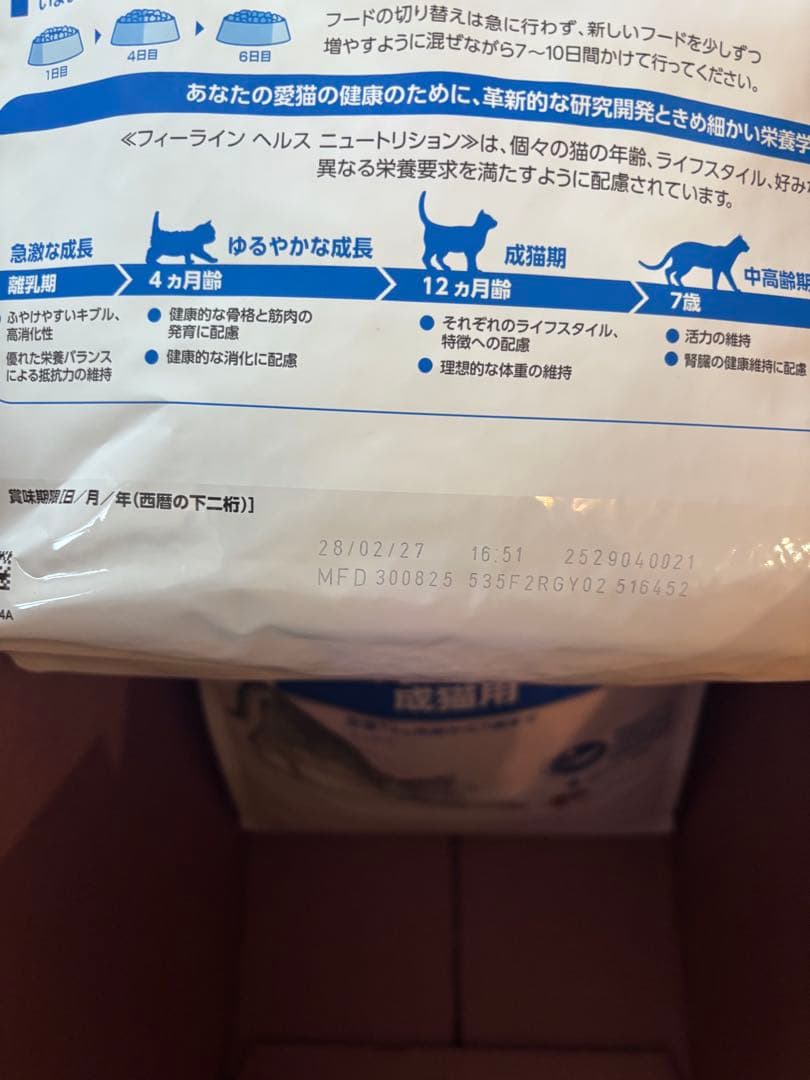 1日目
4日目
6日目
フードの切り替えは急に行わず、新しいフードを少しずつ
増やすように混ぜながら7～10日間かけて行ってください。
あなたの愛猫の健康のために、革新的な研究開発ときめ細かい栄養学
≪フィーライン ヘルス ニュートリション≫は、個々の猫の年齢、ライフスタイル、好みな
異なる栄養要求を満たすように配慮されています。
急激な成長
ゆるやかな成長
成猫期
中高齢期
離乳期
4ヵ月齢
12ヵ月齢
7歳
ふやけやすいキブル、
高消化性
優れた栄養バランス
による抵抗力の維持
● 健康的な骨格と筋肉の
発育に配慮
● 健康的な消化に配慮
● それぞれのライフスタイル、
特徴への配慮
● 理想的な体重の維持
● 活力の維持
● 腎臓の健康維持に配慮
賞味期限[日/月/年(西暦の下二桁)]
28/02/27 16:51 2529040021
MFD 300825 535F2RGY02 516452
4A
成猫用